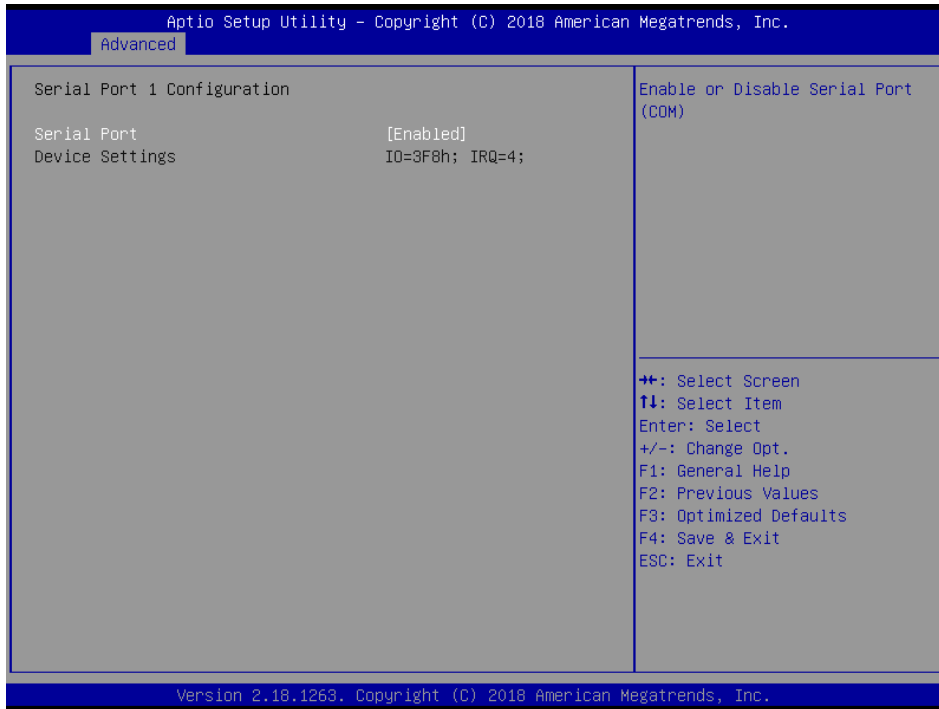 Aptio Setup Utility – Copyright (C) 2018 American Megatrends, Inc.
Advanced
Serial Port 1 Configuration
Serial Port [Enabled]
Device Settings IO=3F8h; IRQ=4;
Enable or Disable Serial Port
(COM)
→←: Select Screen
↑↓: Select Item
Enter: Select
+/-: Change Opt.
F1: General Help
F2: Previous Values
F3: Optimized Defaults
F4: Save & Exit
ESC: Exit
Version 2.18.1263. Copyright (C) 2018 American Megatrends, Inc.